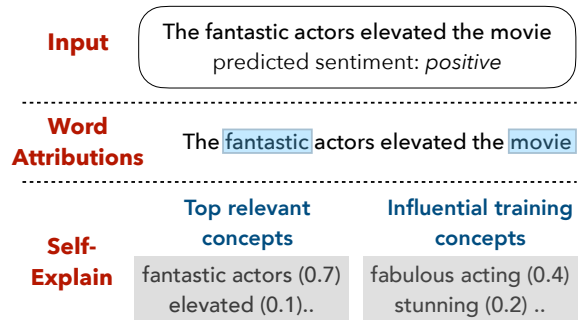 Input
The fantastic actors elevated the movie
predicted sentiment: positive
Word
Attributions
The fantastic actors elevated the movie
Self-
Explain
Top relevant
concepts
fantastic actors (0.7)
elevated (0.1)..
Influential training
concepts
fabulous acting (0.4)
stunning (0.2) ..